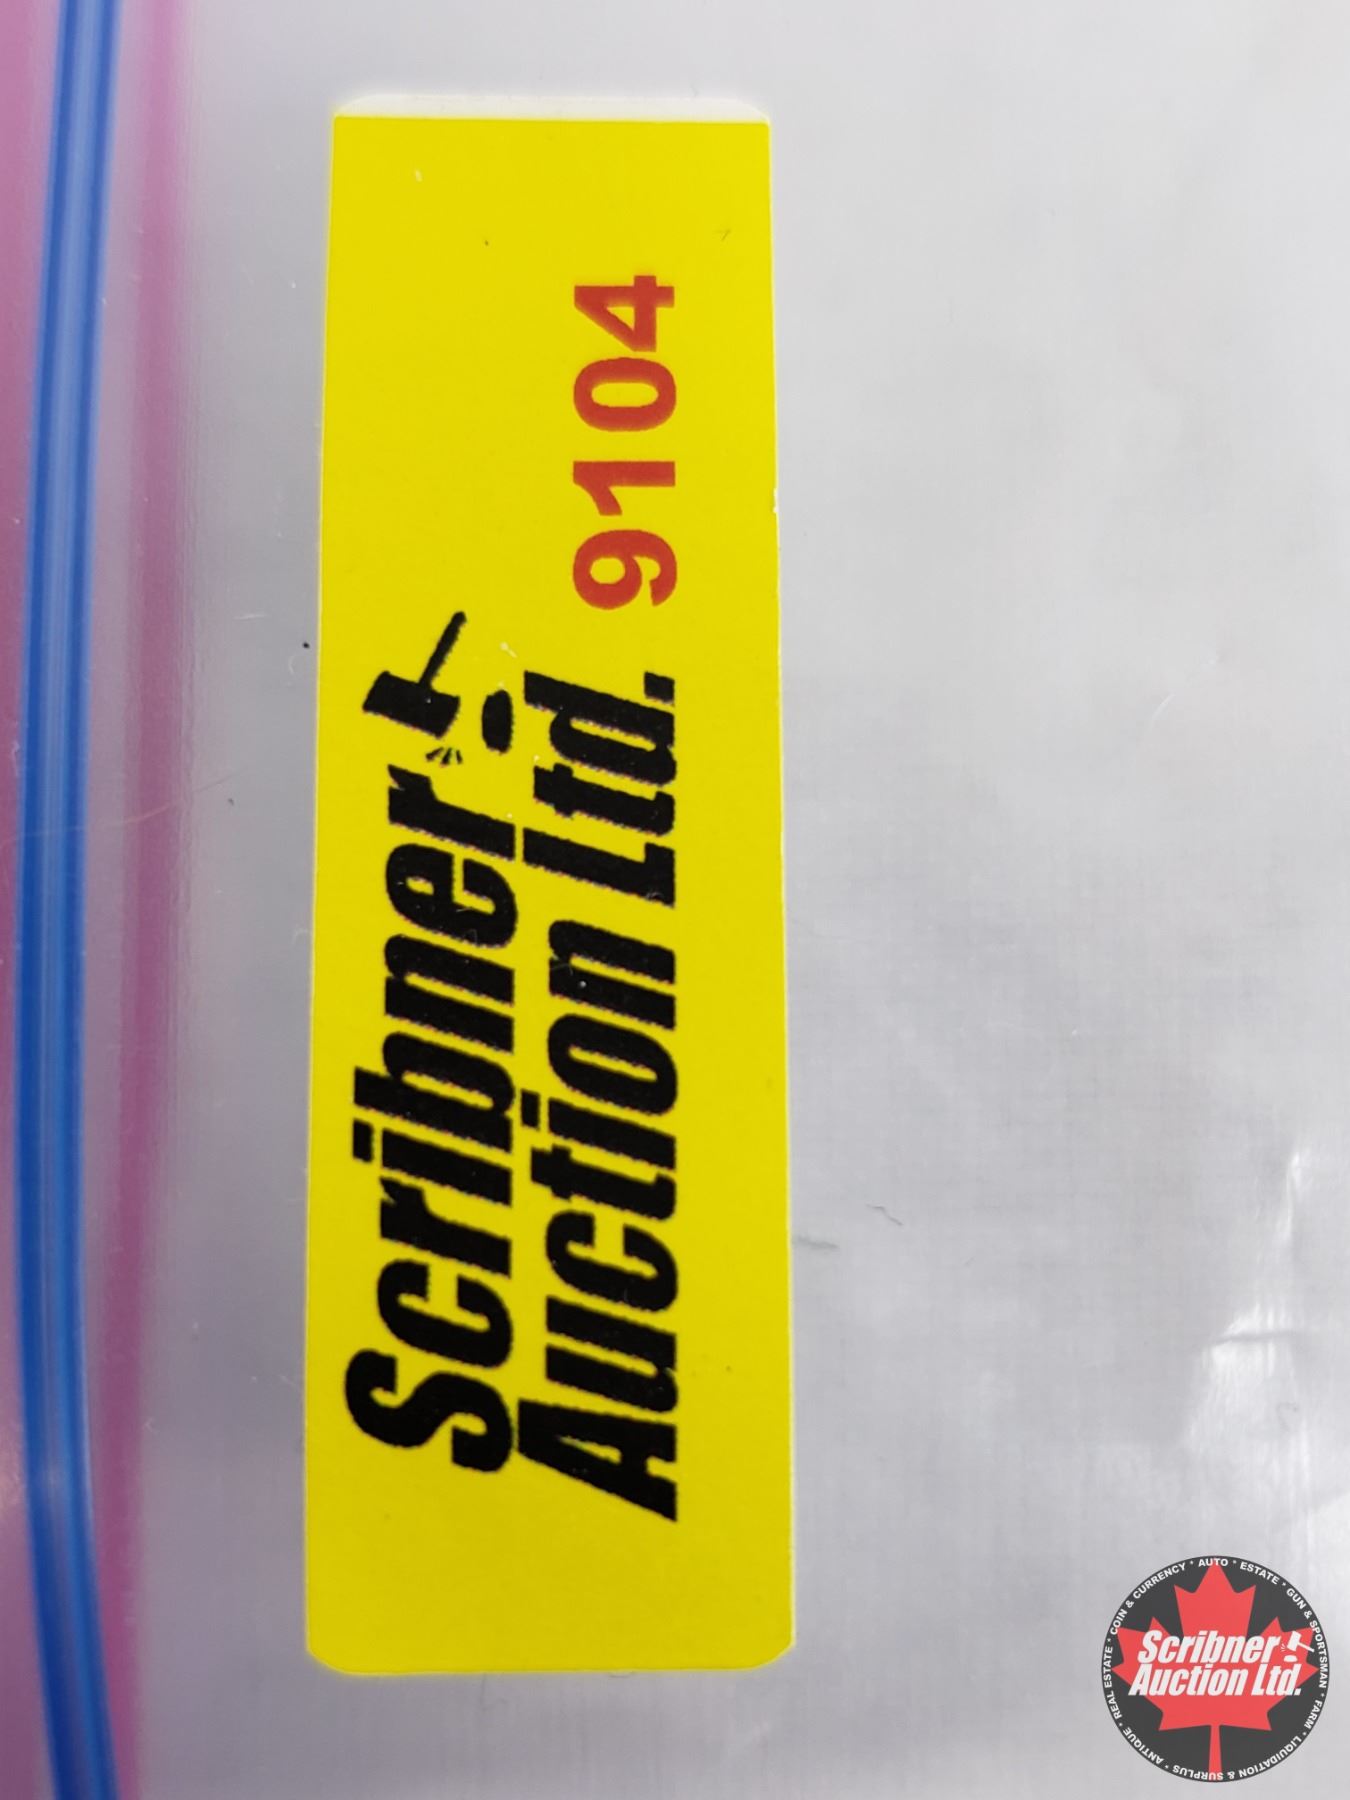 Scribner
Auction Ltd. 9104
ANTIQUE * REAL ESTATE * COIN & CURRENCY * AUTO * ESTATE * GUN & SPORTSMAN * FARM * LIQUIDATION & SURPLUS *
Scribner
Auction Ltd.